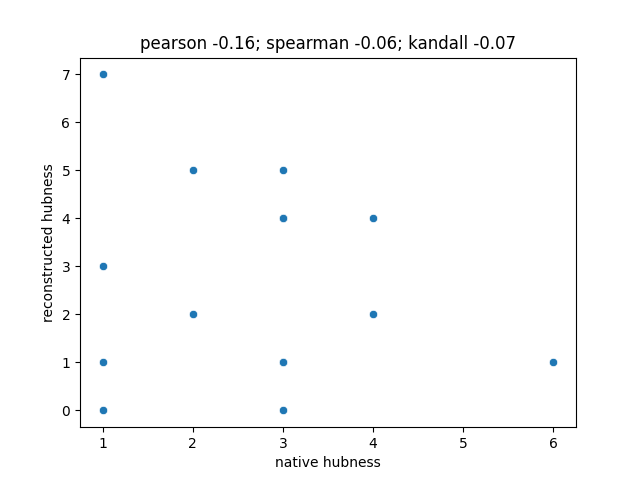 pearson -0.16; spearman -0.06; kandall -0.07
7
6
5
4
3
2
1
0
reconstructed hubness
1 2 3 4 5 6
native hubness